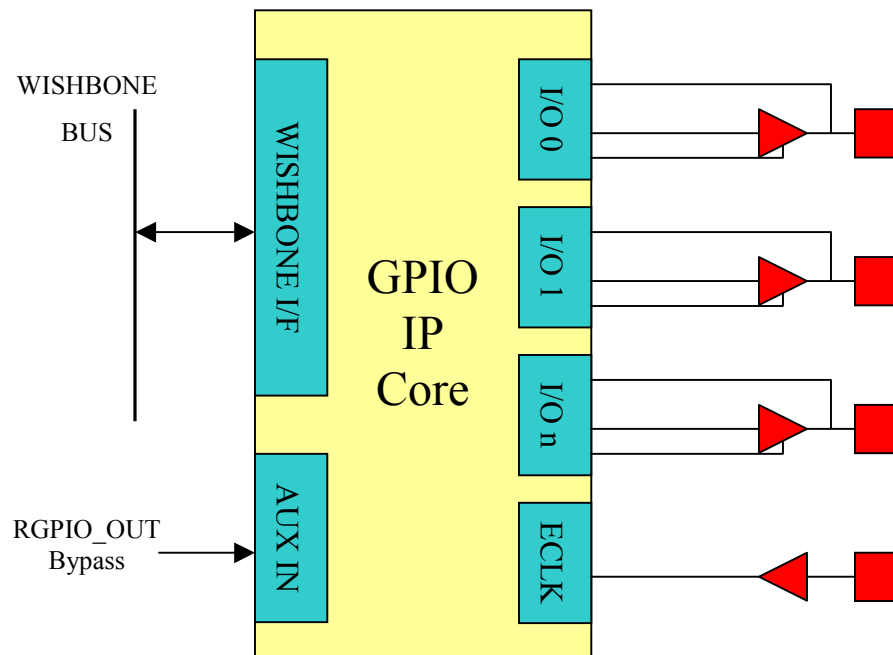 WISHBONE
BUS
WISHBONE I/F
RGPIO_OUT
Bypass
AUX IN
GPIO
IP
Core
I/O 0
I/O 1
I/O n
ECLK